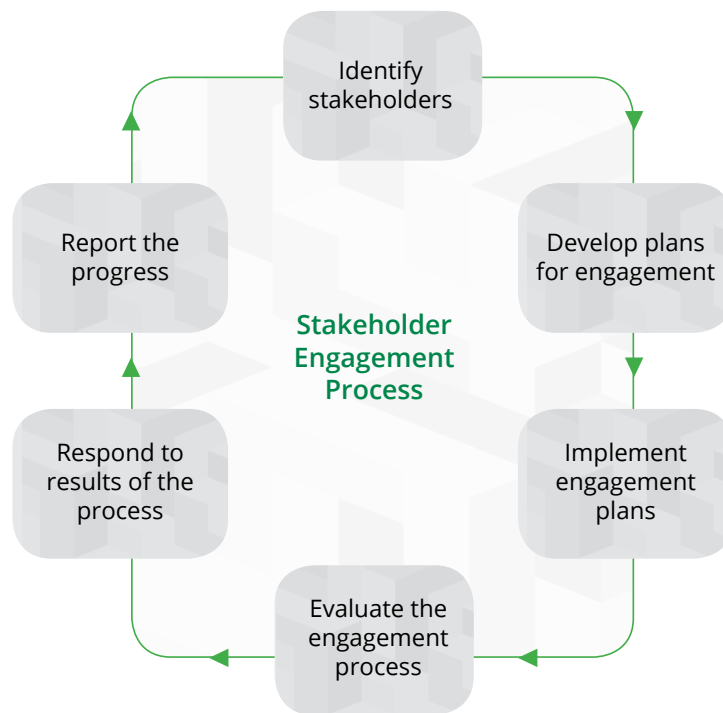 Identify
stakeholders
Develop plans
for engagement
Implement
engagement
plans
Evaluate the
engagement
process
Respond to
results of the
process
Report the
progress
Stakeholder
Engagement
Process